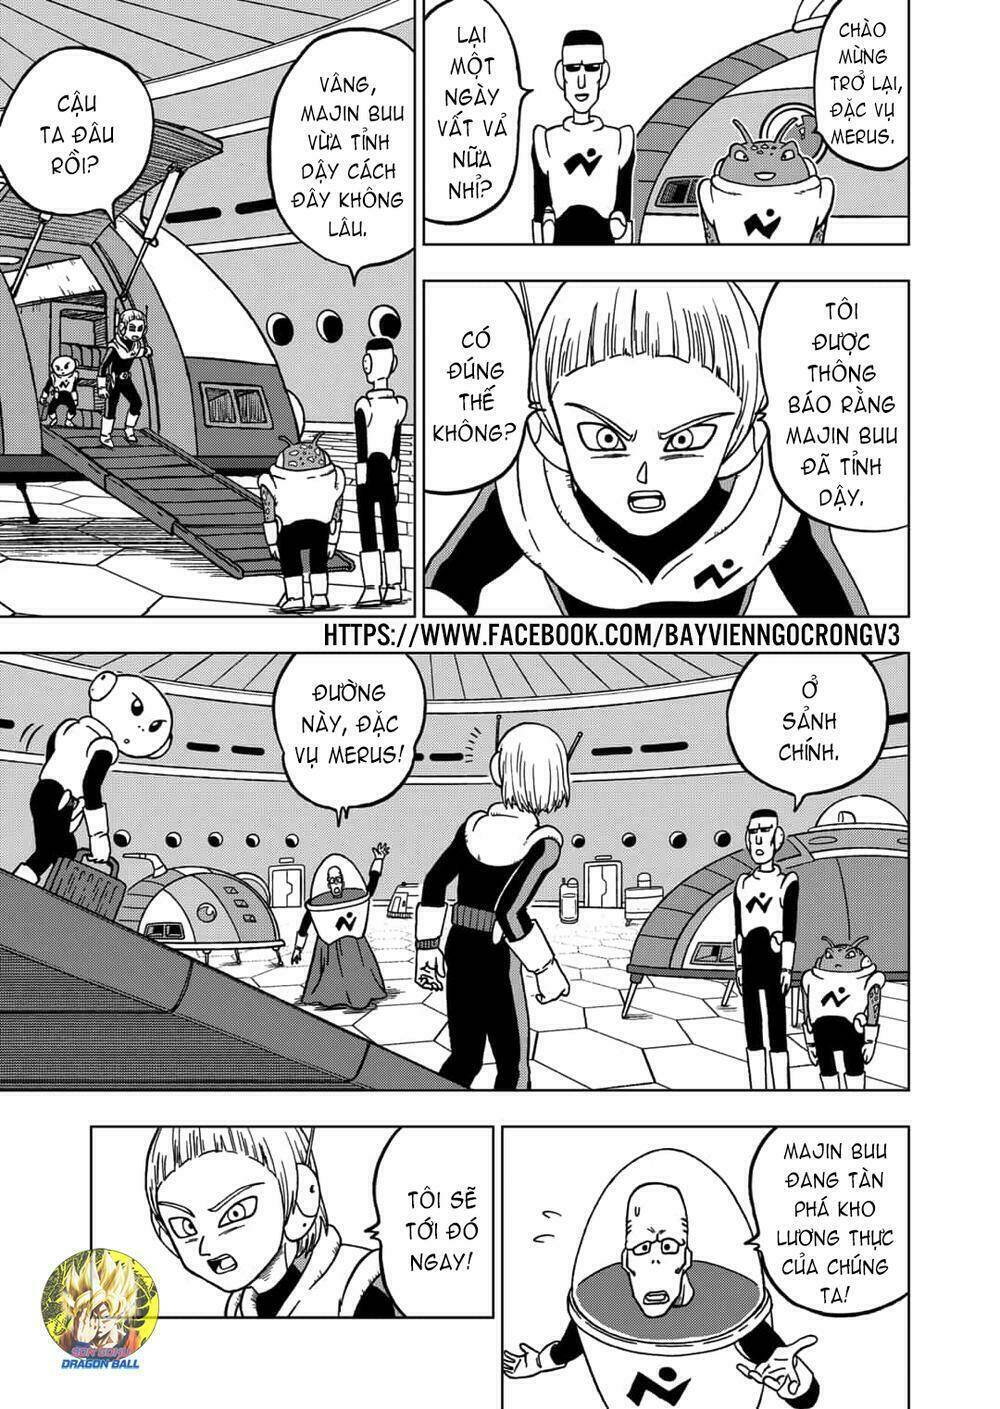 CHÀO
MỪNG
TRỞ LẠI,
ĐẶC VỤ
MERUS.
LẠI
MỘT
NGÀY
VẤT VẢ
NỮA
NHỈ?
TÔI
ĐƯỢC
THÔNG
BÁO RẰNG
MAJIN BUU
ĐÃ TỈNH
DẬY.
CÓ
ĐÚNG
THẾ
KHÔNG?
VÂNG,
MAJIN BUU
VỪA TỈNH
DẬY CÁCH
ĐÂY KHÔNG
LÂU.
CẬU
TA ĐÂU
RỒI?
HTTPS://WWW.FACEBOOK.COM/BAYVIENNGOCRONGV3
Ở
SẢNH
CHÍNH.
ĐƯỜNG
NÀY, ĐẶC
VỤ MERUS!
MAJIN BUU
ĐANG TÀN
PHÁ KHO
LƯƠNG THỰC
CỦA CHÚNG
TA!
TÔI SẼ
TỚI ĐÓ
NGAY!
SON GOKU
DRAGON BALL